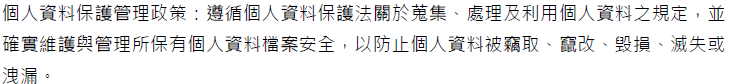 個人資料保護管理政策：遵循個人資料保護法關於蒐集、處理及利用個人資料之規定，並
確實維護與管理所保有個人資料檔案安全，以防止個人資料被竊取、竄改、毀損、滅失或
洩漏。